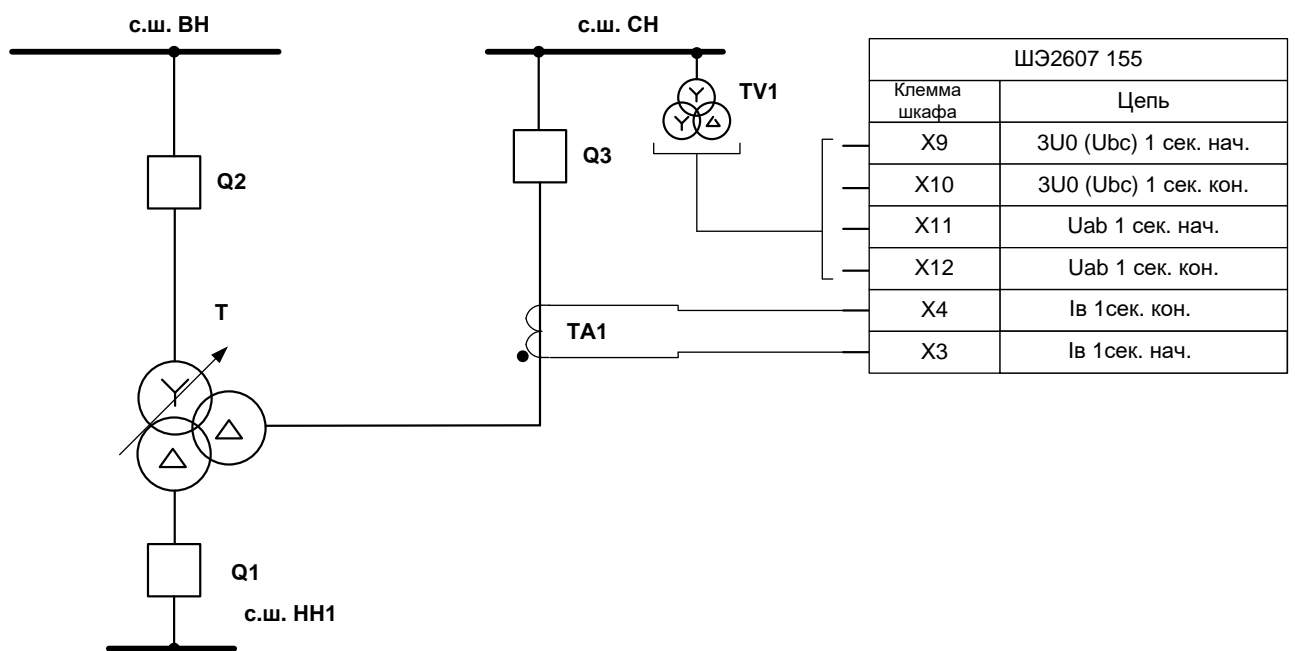 с.ш. ВН
с.ш. СН
ШЭ2607 155
TV1
Клемма
шкафа
Цепь
Q3
X9
3U0 (Ubc) 1 сек. нач.
Q2
X10
3U0 (Ubc) 1 сек. кон.
X11
Uab 1 сек. нач.
X12
Uab 1 сек. кон.
T
TA1
X4
Iв 1сек. кон.
X3
Iв 1сек. нач.
Q1
с.ш. НН1